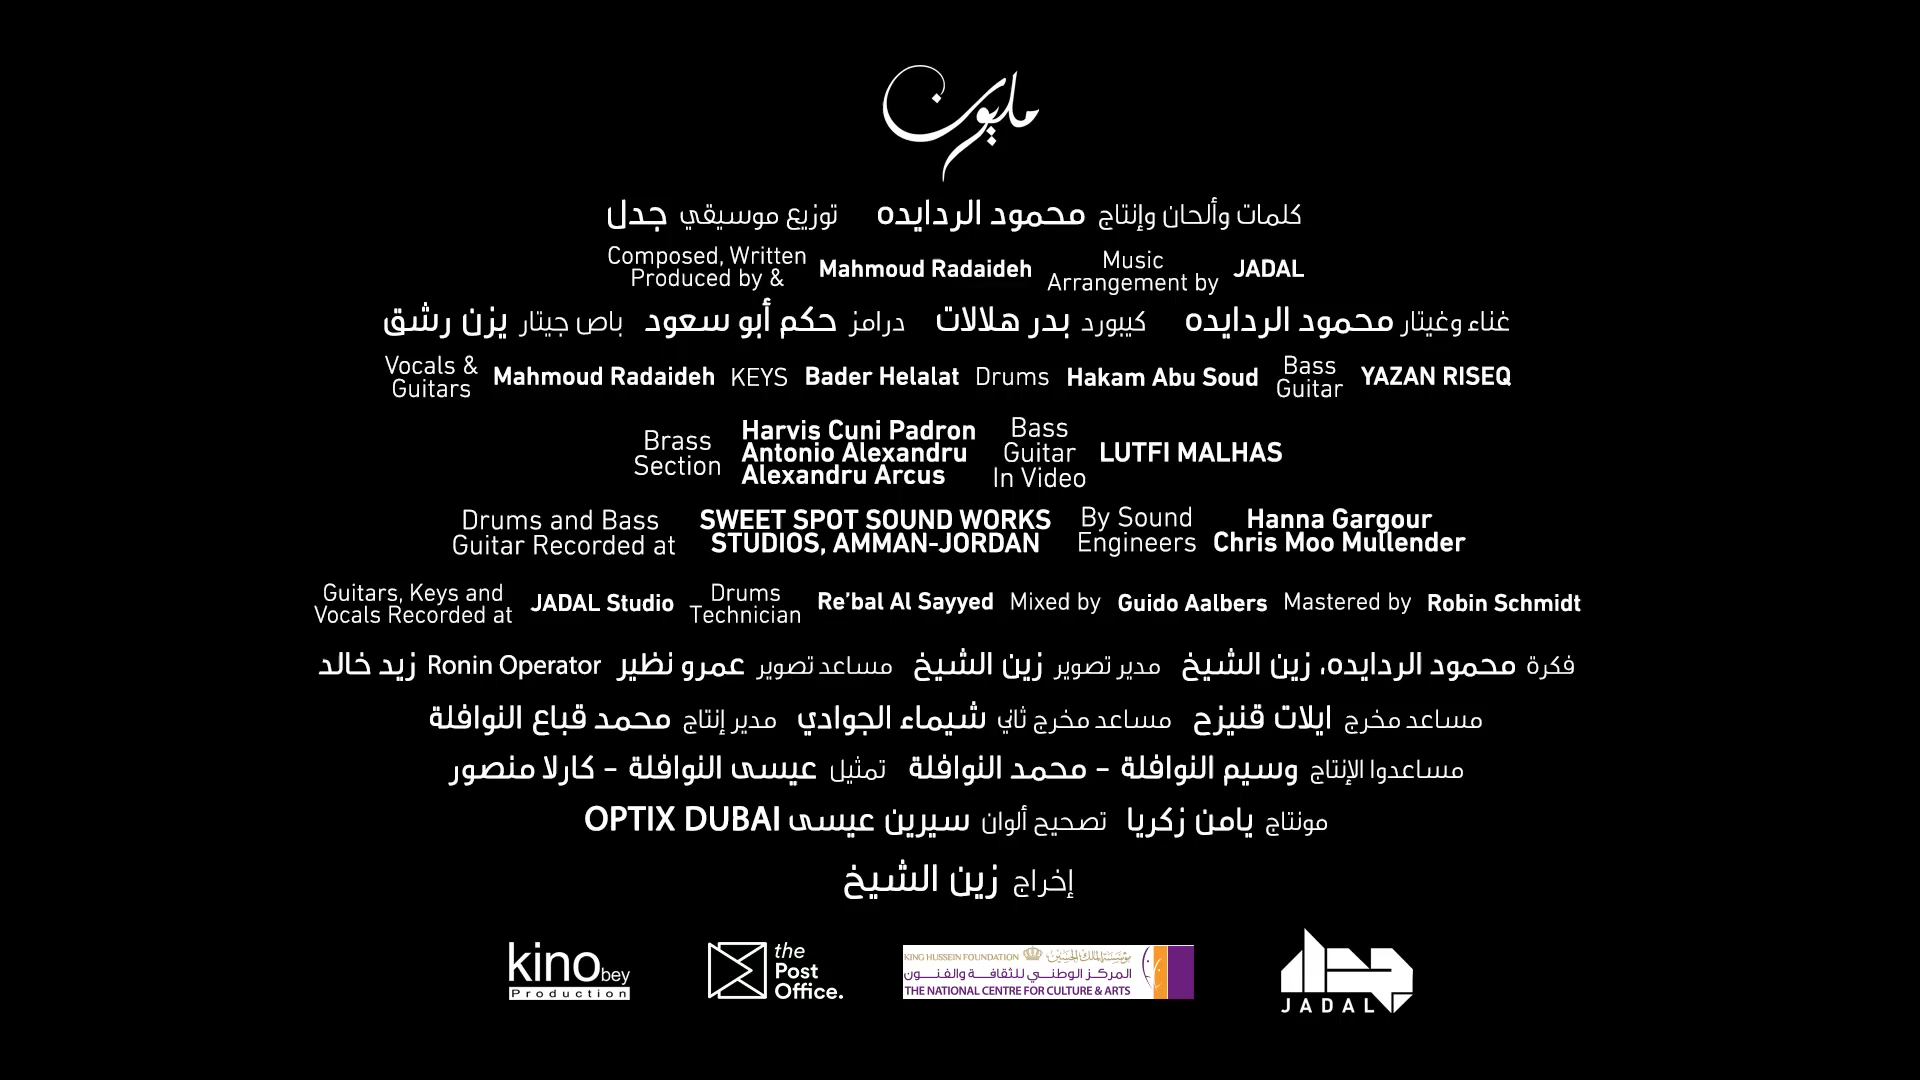 مليون
كلمات وألحان وإنتاج محمود الردايده توزيع موسيقي جدل
Composed, Written Produced by & Mahmoud Radaideh Music Arrangement by JADAL
غناء وغيتار محمود الردايده كيبورد بدر هلالات درامز حكم أبو سعود باص جيتار يزن رشق
Vocals & Guitars Mahmoud Radaideh KEYS Bader Helalat Drums Hakam Abu Soud Bass Guitar YAZAN RISEQ
Brass Section Harvis Cuni Padron Antonio Alexandru Alexandru Arcus Bass Guitar In Video LUTFI MALHAS
Drums and Bass Guitar Recorded at SWEET SPOT SOUND WORKS STUDIOS, AMMAN-JORDAN By Sound Engineers Hanna Gargour Chris Moo Mullender
Guitars, Keys and Vocals Recorded at JADAL Studio Drums Technician Re'bal Al Sayyed Mixed by Guido Aalbers Mastered by Robin Schmidt
فكرة محمود الردايده، زين الشيخ مدير تصوير زين الشيخ مساعد تصوير عمرو نظير Ronin Operator زيد خالد
مساعد مخرج ايلات قنيزح مساعد مخرج ثاني شيماء الجوادي مدير إنتاج محمد قباع النوافلة
مساعدوا الإنتاج وسيم النوافلة - محمد النوافلة تمثيل عيسى النوافلة - كارلا منصور
مونتاج يامن زكريا تصحيح ألوان سيرين عيسى OPTIX DUBAI
إخراج زين الشيخ
kino bey Production
the Post Office.
KING HUSSEIN FOUNDATION مؤسسة الملك الحسين
المركز الوطني للثقافة والفنون
THE NATIONAL CENTRE FOR CULTURE & ARTS
جدل
JADAL